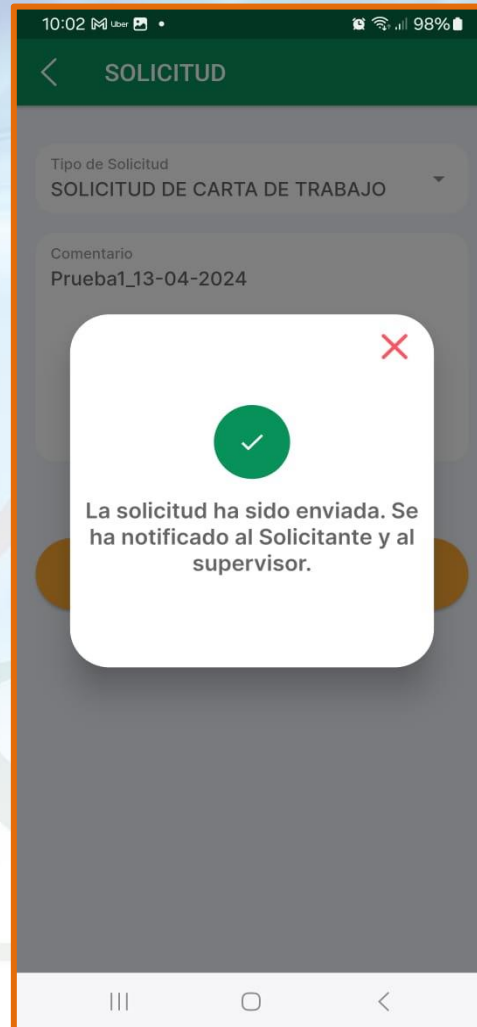 10:02 Uber 98%
SOLICITUD
Tipo de Solicitud
SOLICITUD DE CARTA DE TRABAJO
Comentario
Prueba1_13-04-2024
La solicitud ha sido enviada. Se
ha notificado al Solicitante y al
supervisor.